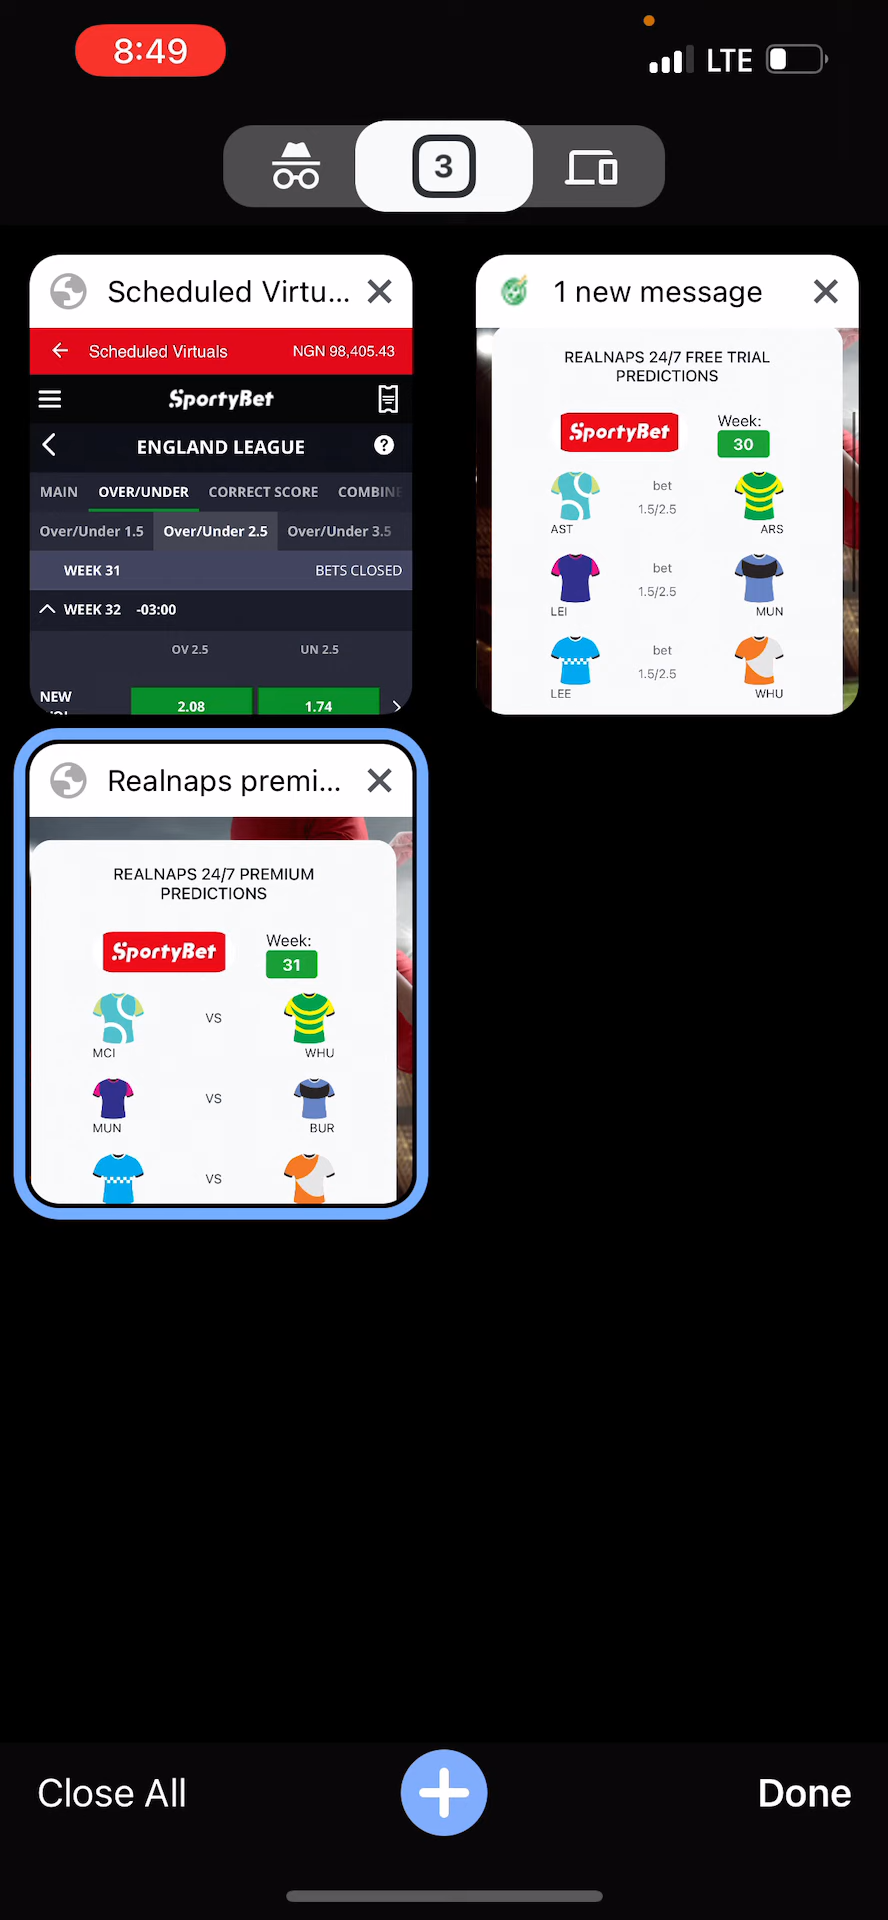 8:49
LTE
3
Scheduled Virtu...
Scheduled Virtuals NGN 98,405.43
SportyBet
ENGLAND LEAGUE ?
MAIN OVER/UNDER CORRECT SCORE COMBINE
Over/Under 1.5 Over/Under 2.5 Over/Under 3.5
WEEK 31 BETS CLOSED
WEEK 32 -03:00
OV 2.5 UN 2.5
NEW
2.08 1.74
1 new message
REALNAPS 24/7 FREE TRIAL
PREDICTIONS
SportyBet
Week:
30
bet
1.5/2.5
AST ARS
bet
1.5/2.5
LEI MUN
bet
1.5/2.5
LEE WHU
Realnaps premi...
REALNAPS 24/7 PREMIUM
PREDICTIONS
SportyBet
Week:
31
VS
MCI WHU
VS
MUN BUR
VS
Close All
Done